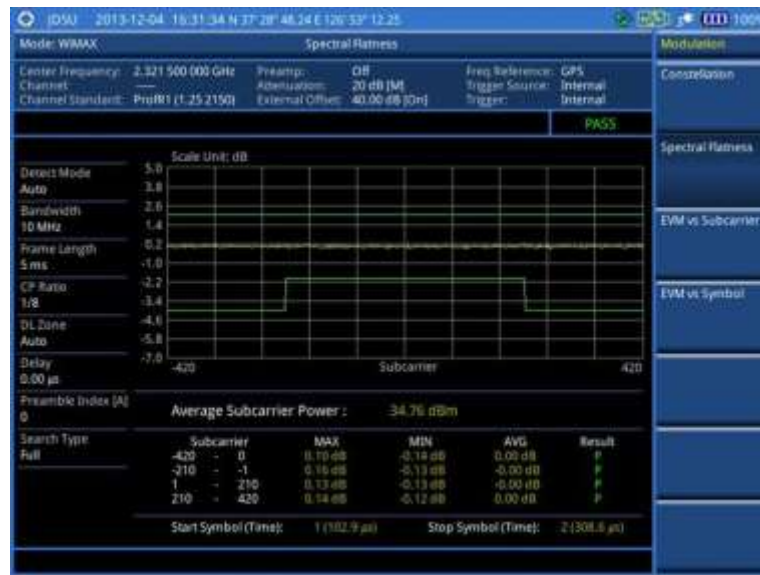 JDSU 2013-12-04 16:31:34 N 37° 28' 48.24 E 126° 53' 12.25 100%
Mode: WiMAX Spectral Flatness Modulation
Center Frequency: 2.321 500 000 GHz Preamp: Off Freq Reference: GPS
Channel: ---- Attenuation: 20 dB [M] Trigger Source: Internal
Channel Standard: Prof#1 (1.25 2150) External Offset: 40.00 dB [On] Trigger: Internal
PASS
Constellation
Spectral Flatness
EVM vs Subcarrier
EVM vs Symbol
Detect Mode
Auto
Bandwidth
10 MHz
Frame Length
5 ms
CP Ratio
1/8
DL Zone
Auto
Delay
0.00 µs
Preamble Index [A]
0
Search Type
Full
Scale Unit: dB
5.0
3.8
2.6
1.4
0.2
-1.0
-2.2
-3.4
-4.6
-5.8
-7.0
-420 Subcarrier 420
Average Subcarrier Power : 34.76 dBm
Subcarrier MAX MIN AVG Result
-420 - 0 0.10 dB -0.14 dB 0.00 dB P
-210 - -1 0.16 dB -0.13 dB -0.00 dB P
1 - 210 0.13 dB -0.13 dB -0.00 dB P
210 - 420 0.14 dB -0.12 dB 0.00 dB P
Start Symbol (Time): 1 (102.9 µs) Stop Symbol (Time): 2 (308.6 µs)